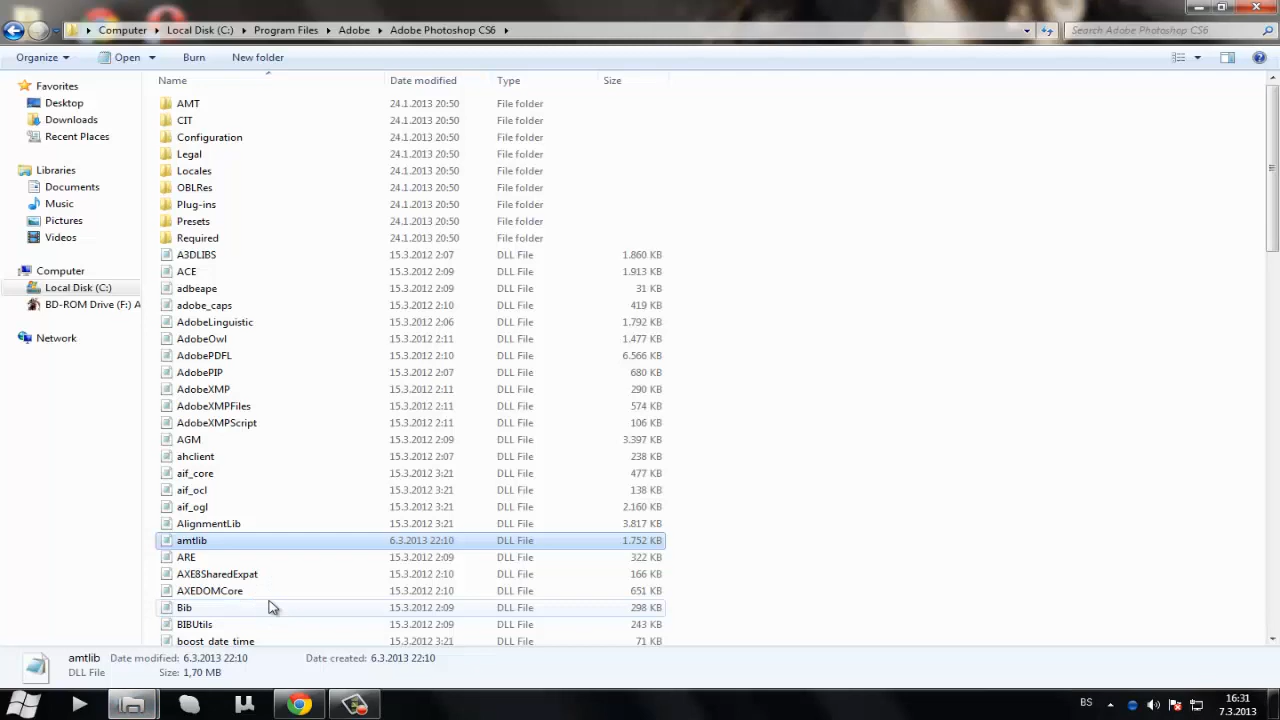 Computer Local Disk (C:) Program Files Adobe Adobe Photoshop CS6 Search Adobe Photoshop CS6
Organize Open Burn New folder
Favorites
Desktop
Downloads
Recent Places
Libraries
Documents
Music
Pictures
Videos
Computer
Local Disk (C:)
BD-ROM Drive (F:) A
Network
Name Date modified Type Size
AMT 24.1.2013 20:50 File folder
CIT 24.1.2013 20:50 File folder
Configuration 24.1.2013 20:50 File folder
Legal 24.1.2013 20:50 File folder
Locales 24.1.2013 20:50 File folder
OBLRes 24.1.2013 20:50 File folder
Plug-ins 24.1.2013 20:50 File folder
Presets 24.1.2013 20:50 File folder
Required 24.1.2013 20:50 File folder
A3DLIBS 15.3.2012 2:07 DLL File 1.860 KB
ACE 15.3.2012 2:09 DLL File 1.913 KB
adbeape 15.3.2012 2:09 DLL File 31 KB
adobe_caps 15.3.2012 2:10 DLL File 419 KB
AdobeLinguistic 15.3.2012 2:06 DLL File 1.792 KB
AdobeOwl 15.3.2012 2:11 DLL File 1.477 KB
AdobePDFL 15.3.2012 2:10 DLL File 6.566 KB
AdobePIP 15.3.2012 2:07 DLL File 680 KB
AdobeXMP 15.3.2012 2:11 DLL File 290 KB
AdobeXMPFiles 15.3.2012 2:11 DLL File 574 KB
AdobeXMPScript 15.3.2012 2:11 DLL File 106 KB
AGM 15.3.2012 2:09 DLL File 3.397 KB
ahclient 15.3.2012 2:07 DLL File 238 KB
aif_core 15.3.2012 3:21 DLL File 477 KB
aif_ocl 15.3.2012 3:21 DLL File 138 KB
aif_ogl 15.3.2012 3:21 DLL File 2.160 KB
AlignmentLib 15.3.2012 3:21 DLL File 3.817 KB
amtlib 6.3.2013 22:10 DLL File 1.752 KB
ARE 15.3.2012 2:09 DLL File 322 KB
AXE8SharedExpat 15.3.2012 2:10 DLL File 166 KB
AXEDOMCore 15.3.2012 2:10 DLL File 651 KB
Bib 15.3.2012 2:09 DLL File 298 KB
BIBUtils 15.3.2012 2:09 DLL File 243 KB
boost_date_time 15.3.2012 3:21 DLL File 71 KB
amtlib Date modified: 6.3.2013 22:10 Date created: 6.3.2013 22:10
DLL File Size: 1,70 MB
BS 16:31
7.3.2013